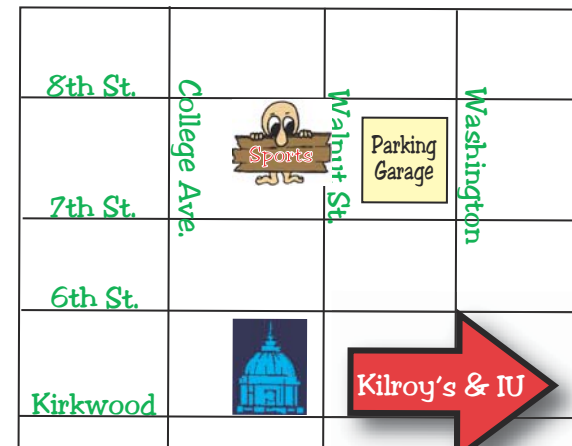 8th St.
College Ave.
Sports
Walnut St.
Parking
Garage
Washington
7th St.
6th St.
Kilroy's & IU
Kirkwood